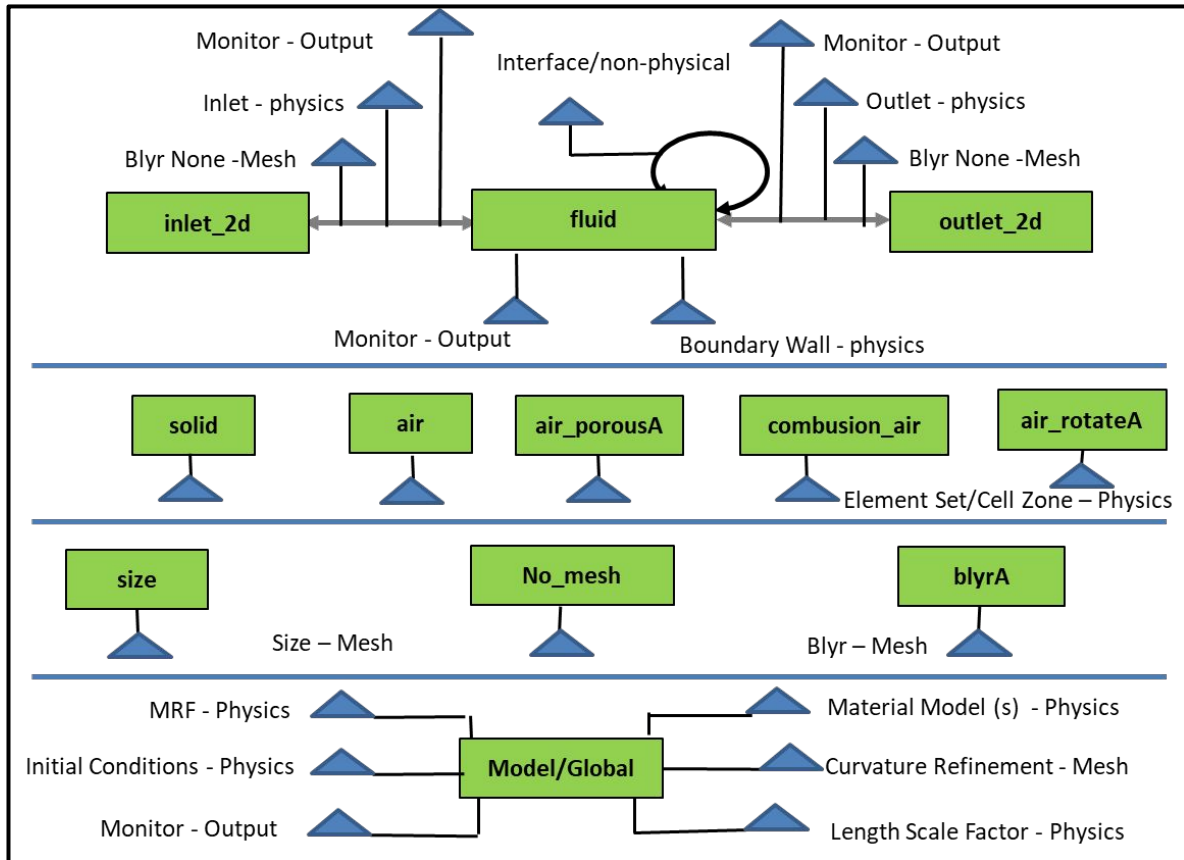 Monitor - Output
Monitor - Output
Interface/non-physical
Inlet - physics
Outlet - physics
Blyr None -Mesh
Blyr None -Mesh
inlet_2d
fluid
outlet_2d
Monitor - Output
Boundary Wall - physics
solid
air
air_porousA
combusion_air
air_rotateA
Element Set/Cell Zone – Physics
size
No_mesh
blyrA
Size – Mesh
Blyr – Mesh
MRF - Physics
Material Model (s)  - Physics
Initial Conditions - Physics
Model/Global
Curvature Refinement - Mesh
Monitor - Output
Length Scale Factor - Physics